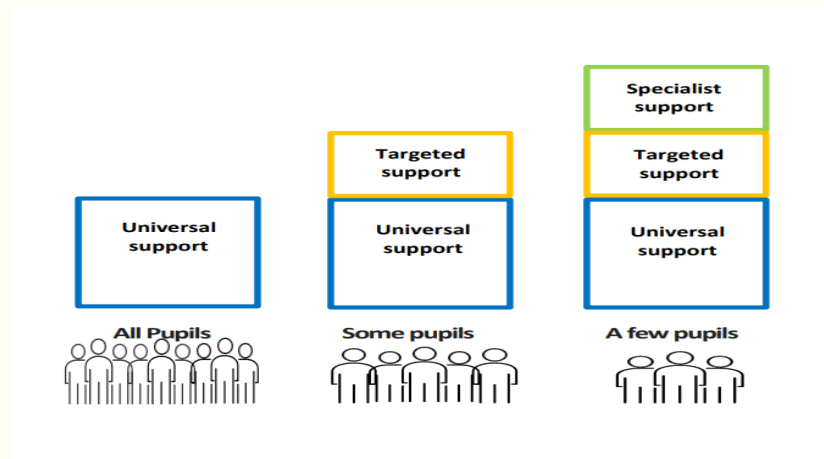 Specialist
support
Targeted
support
Targeted
support
Universal
support
Universal
support
Universal
support
All Pupils
Some pupils
A few pupils